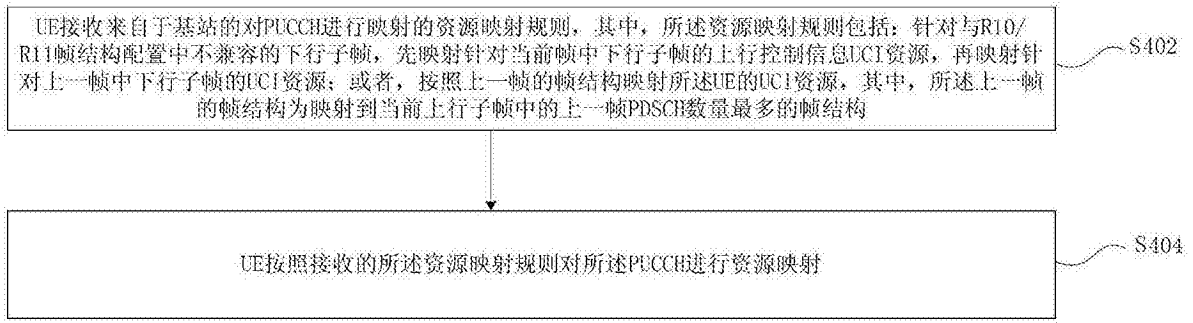 UE接收来自于基站的对PUCCH进行映射的资源映射规则，其中，所述资源映射规则包括：针对与R10/
R11帧结构配置中不兼容的下行子帧，先映射针对当前帧中下行子帧的上行控制信息UCI资源，再映射针
对上一帧中下行子帧的UCI资源；或者，按照上一帧的帧结构映射所述UE的UCI资源，其中，所述上一帧
的帧结构为映射到当前上行子帧中的上一帧PDSCH数量最多的帧结构
S402
UE按照接收的所述资源映射规则对所述PUCCH进行资源映射
S404